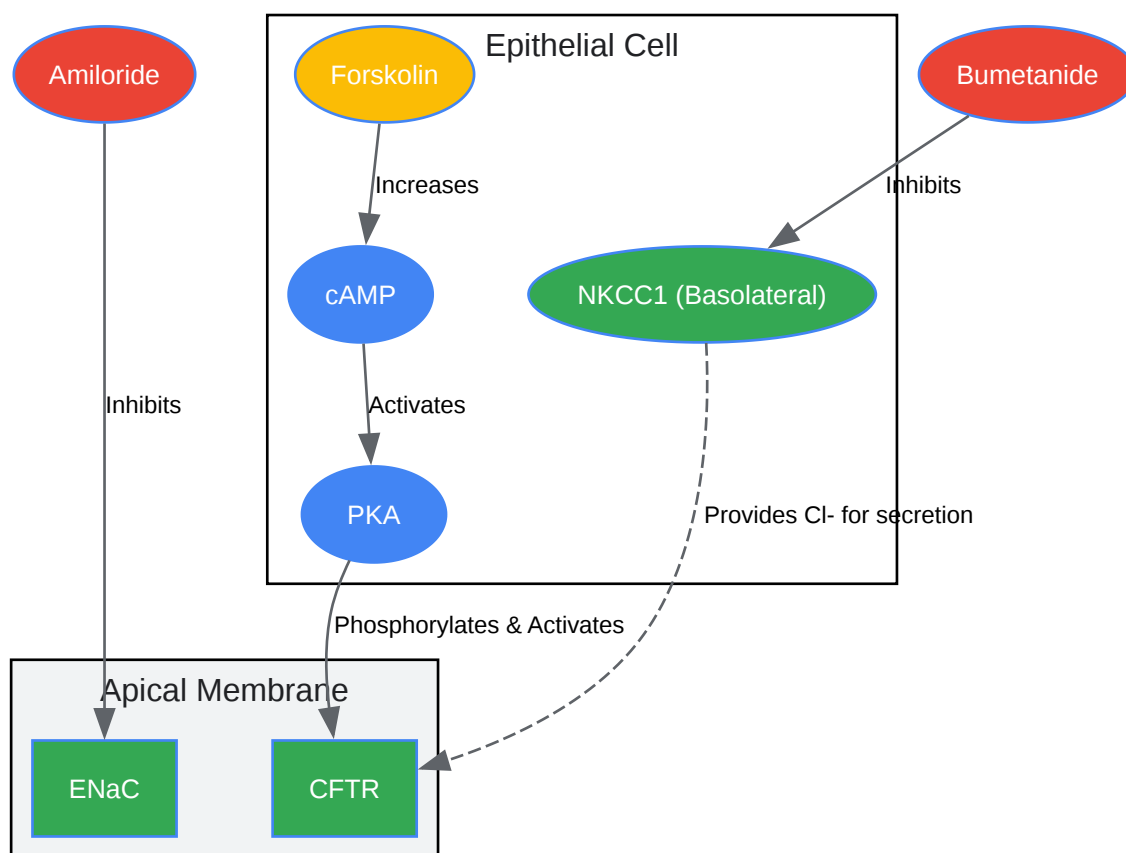 Epithelial Cell
Amiloride
Forskolin
Bumetanide
Increases
Inhibits
cAMP
NKCC1 (Basolateral)
Inhibits
Activates
PKA
Provides Cl- for secretion
Phosphorylates & Activates
Apical Membrane
ENaC
CFTR